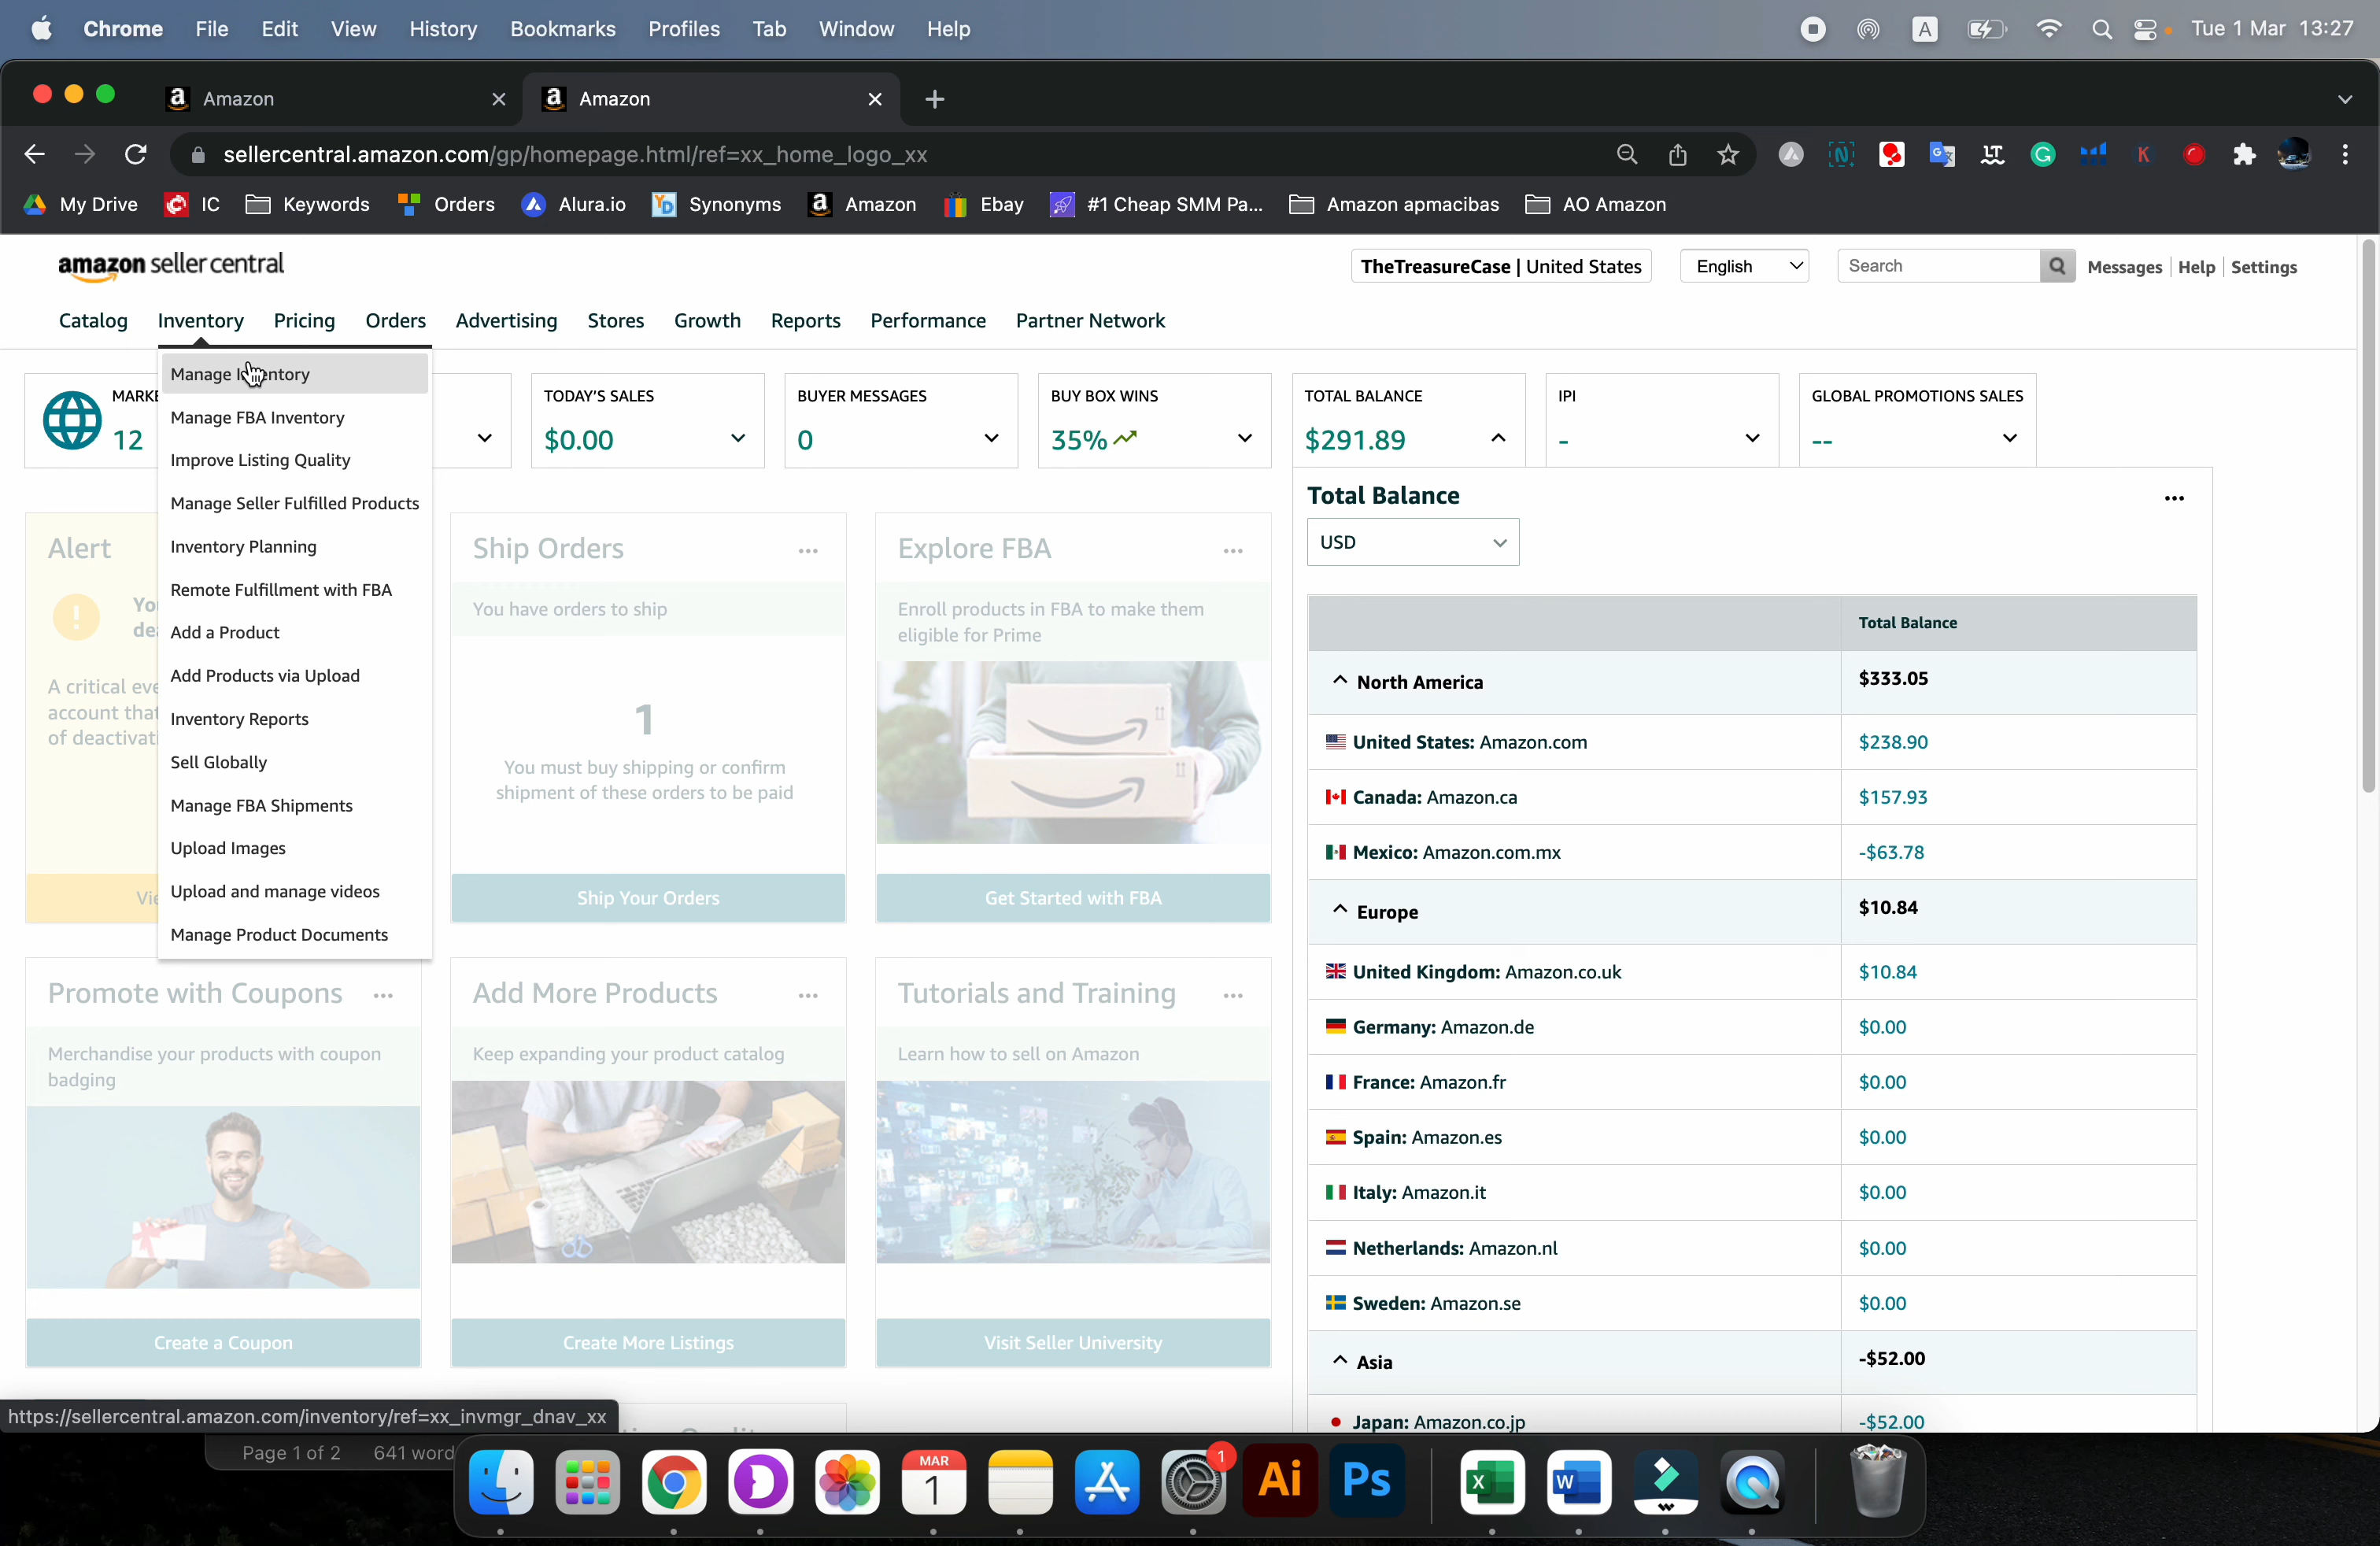 Chrome File Edit View History Bookmarks Profiles Tab Window Help
A
Tue 1 Mar 13:27
Amazon
Amazon
sellercentral.amazon.com/gp/homepage.html/ref=xx_home_logo_xx
My Drive IC Keywords Orders Alura.io Synonyms Amazon Ebay #1 Cheap SMM Pa... Amazon apmacibas AO Amazon
amazon seller central
TheTreasureCase | United States
English
Search
Messages Help Settings
Catalog Inventory Pricing Orders Advertising Stores Growth Reports Performance Partner Network
Manage
Manage FBA Inventory
Improve Listing Quality
Manage Seller Fulfilled Products
Inventory Planning
Remote Fulfillment with FBA
Add a Product
Add Products via Upload
Inventory Reports
Sell Globally
Manage FBA Shipments
Upload Images
Upload and manage videos
Manage Product Documents
12
TODAY'S SALES
$0.00
BUYER MESSAGES
0
BUY BOX WINS
35%
TOTAL BALANCE
$291.89
IPI
-
GLOBAL PROMOTIONS SALES
--
Alert
A critical
account
of
Ship Orders
...
You have orders to ship
1
You must buy shipping or confirm
shipment of these orders to be paid
Ship Your Orders
Explore FBA
...
Enroll products in FBA to make them
eligible for Prime
Get Started with FBA
Promote with Coupons
...
Merchandise your products with coupon
badging
Create a Coupon
Add More Products
...
Keep expanding your product catalog
Create More Listings
Tutorials and Training
...
Learn how to sell on Amazon
Visit Seller University
Total Balance
...
USD
Total Balance
North America $333.05
United States: Amazon.com $238.90
Canada: Amazon.ca $157.93
Mexico: Amazon.com.mx -$63.78
Europe $10.84
United Kingdom: Amazon.co.uk $10.84
Germany: Amazon.de $0.00
France: Amazon.fr $0.00
Spain: Amazon.es $0.00
Italy: Amazon.it $0.00
Netherlands: Amazon.nl $0.00
Sweden: Amazon.se $0.00
Asia -$52.00
Japan: Amazon.co.jp -$52.00
https://sellercentral.amazon.com/inventory/ref=xx_invmgr_dnav_xx
Page 1 of 2 641
MAR
1
1
Ai
Ps
X
W